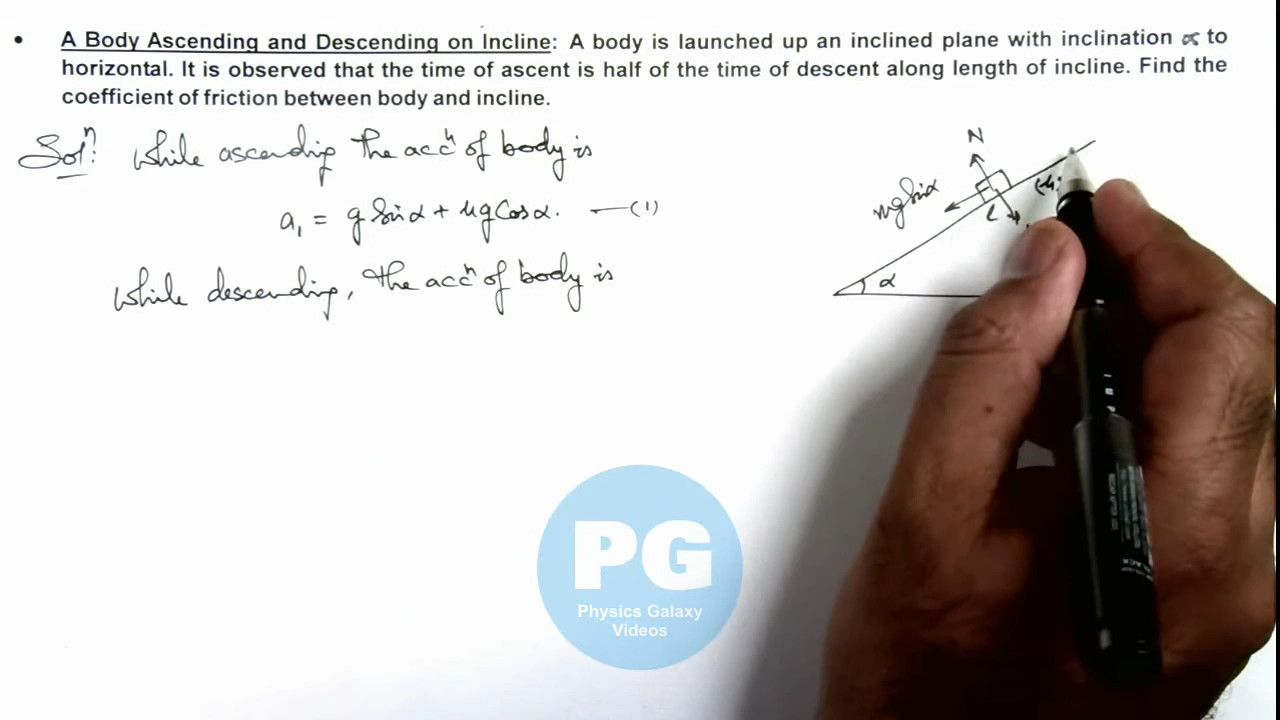 • A Body Ascending and Descending on Incline: A body is launched up an inclined plane with inclination α to
horizontal. It is observed that the time of ascent is half of the time of descent along length of incline. Find the
coefficient of friction between body and incline.
Solⁿ: While ascending the accⁿ of body is
a₁ = g Sinα + μg Cosα. —(1)
While descending, the accⁿ of body is
N
mg Sinα
α
PG
Physics Galaxy
Videos